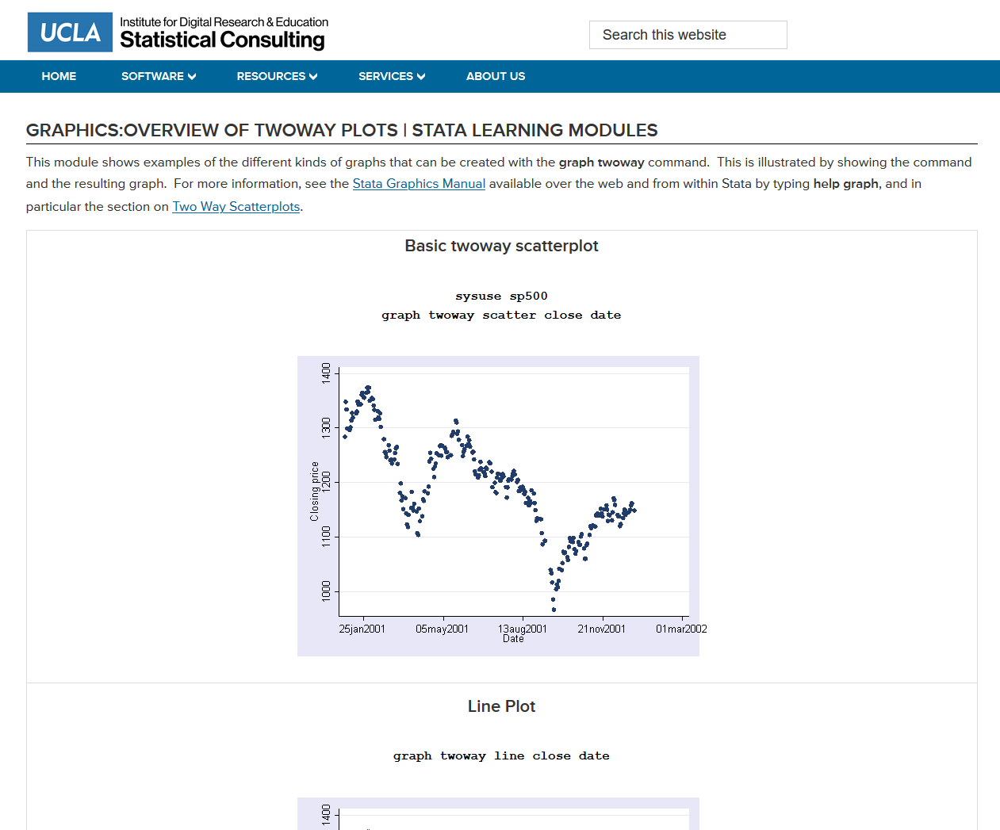 UCLA Institute for Digital Research & Education
Statistical Consulting
Search this website
HOME SOFTWARE RESOURCES SERVICES ABOUT US
GRAPHICS:OVERVIEW OF TWOWAY PLOTS | STATA LEARNING MODULES
This module shows examples of the different kinds of graphs that can be created with the graph twoway command.  This is illustrated by showing the command
and the resulting graph.  For more information, see the Stata Graphics Manual available over the web and from within Stata by typing help graph, and in
particular the section on Two Way Scatterplots.
Basic twoway scatterplot
sysuse sp500
graph twoway scatter close date
1400
1300
1200
1100
1000
Closing price
25jan2001 05may2001 13aug2001 21nov2001 01mar2002
Date
Line Plot
graph twoway line close date
1400